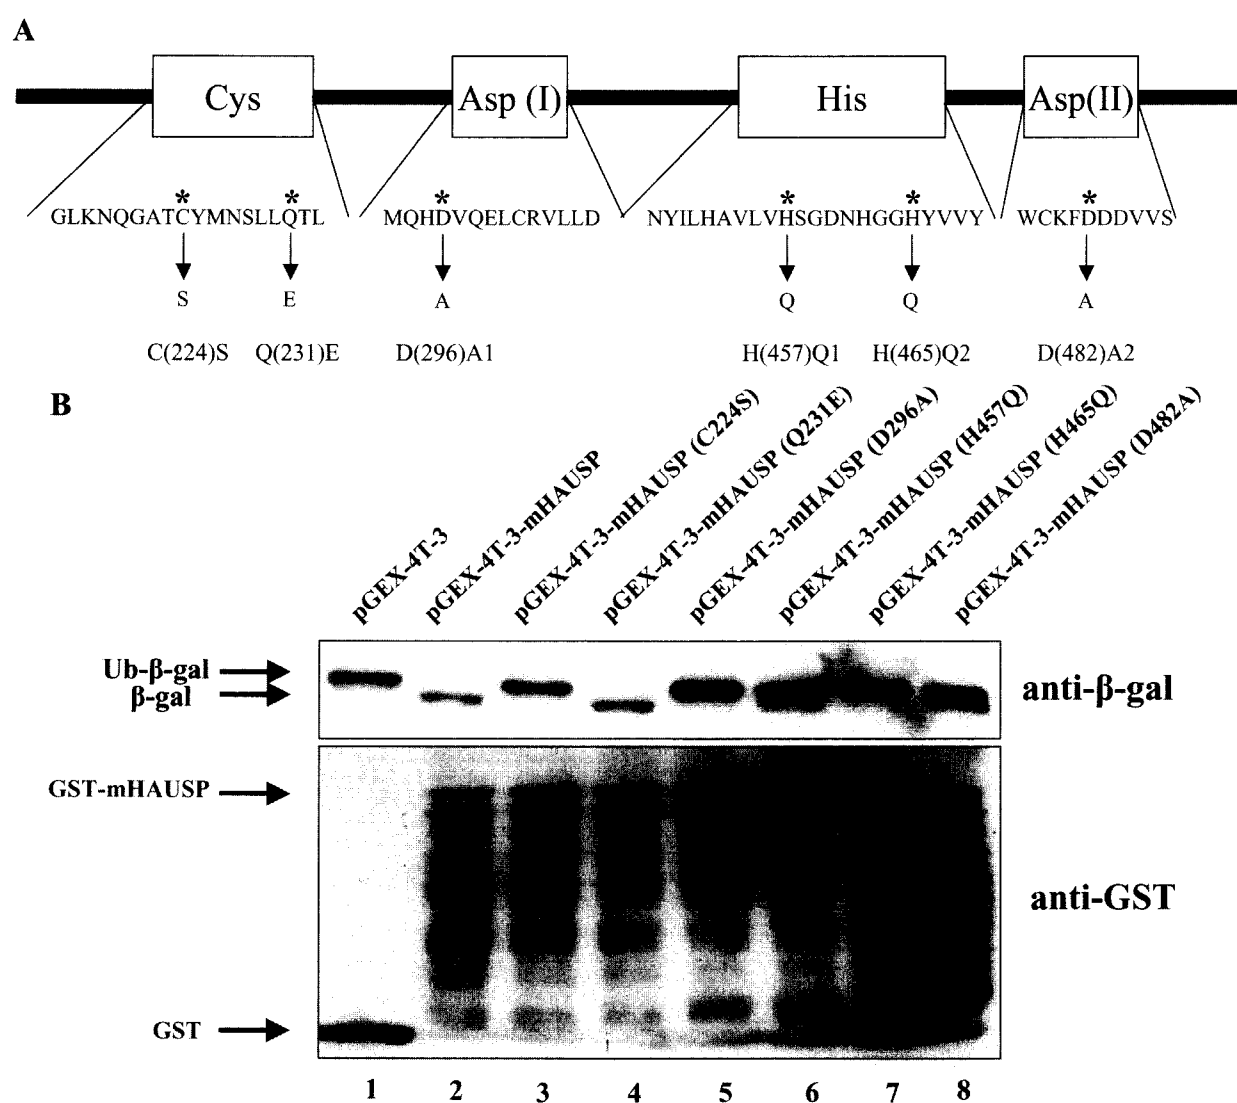 A
Cys Asp (I) His Asp(II)
* * * * * *
GLKNQGATCYMNSLLQTL MQHDVQELCRVLLD NYILHAVLVHSGDNHGGHYVVY WCKFDDDVVS
S E A Q Q A
C(224)S Q(231)E D(296)A1 H(457)Q1 H(465)Q2 D(482)A2
B
pGEX-4T-3
pGEX-4T-3-mHAUSP
pGEX-4T-3-mHAUSP (C224S)
pGEX-4T-3-mHAUSP (Q231E)
pGEX-4T-3-mHAUSP (D296A)
pGEX-4T-3-mHAUSP (H457Q)
pGEX-4T-3-mHAUSP (H465Q)
pGEX-4T-3-mHAUSP (D482A)
Ub-β-gal
β-gal
anti-β-gal
GST-mHAUSP
anti-GST
GST
1 2 3 4 5 6 7 8